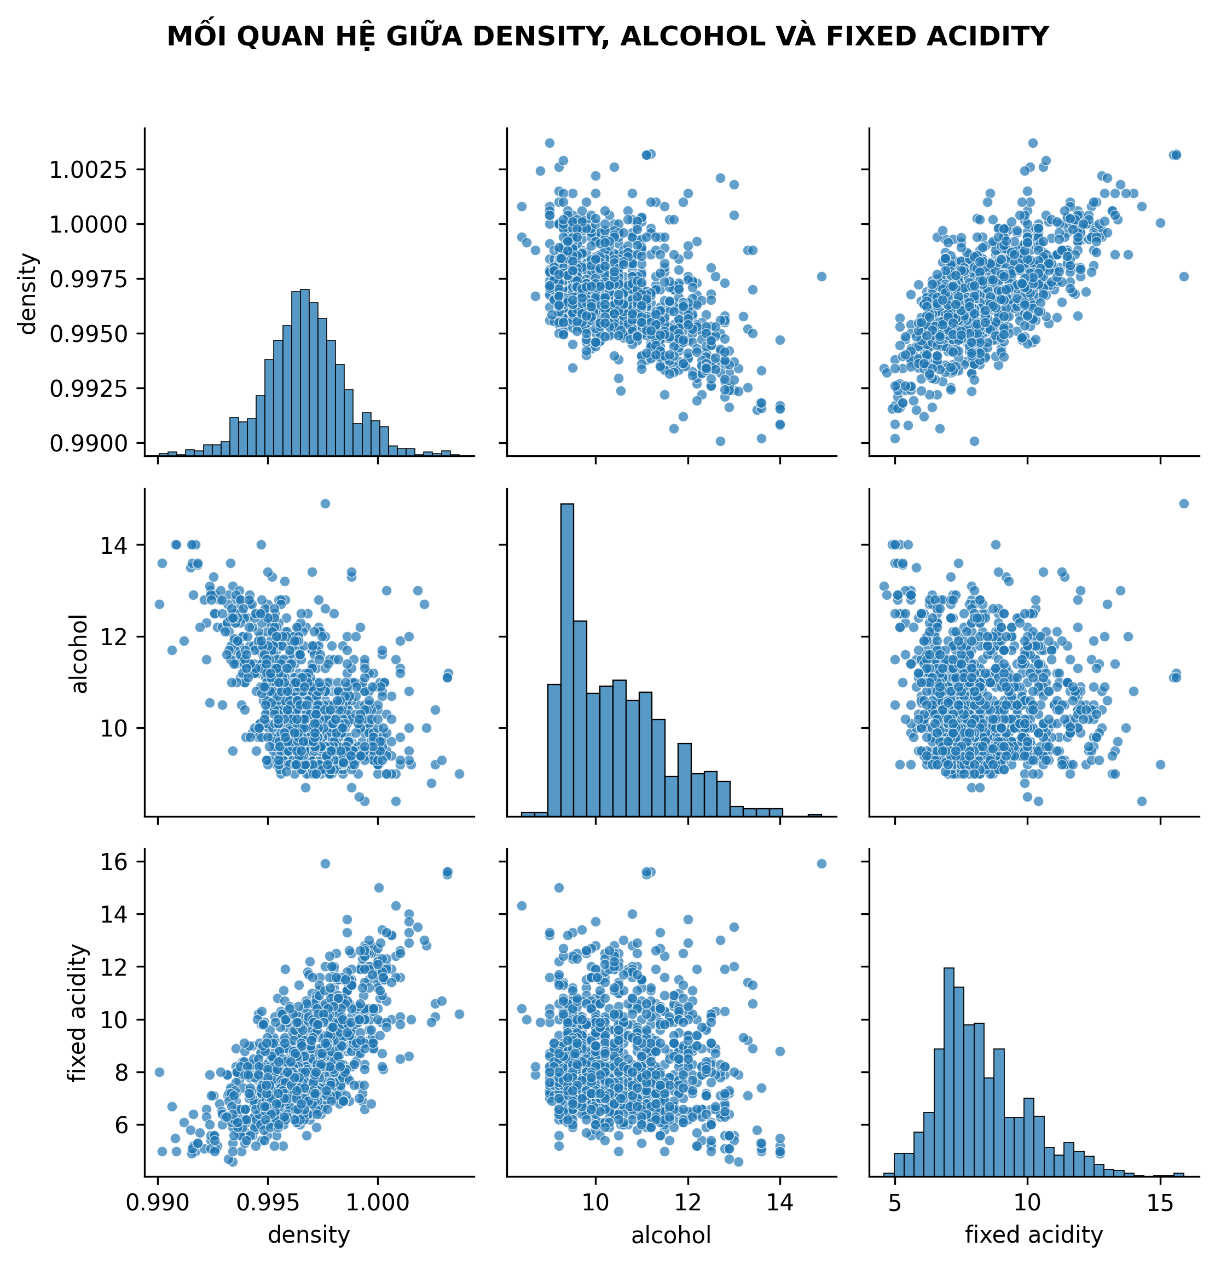 MỐI QUAN HỆ GIỮA DENSITY, ALCOHOL VÀ FIXED ACIDITY
1.0025
1.0000
0.9975
0.9950
0.9925
0.9900
density
14
12
10
alcohol
16
14
12
10
8
6
fixed acidity
0.990 0.995 1.000
density
10 12 14
alcohol
5 10 15
fixed acidity